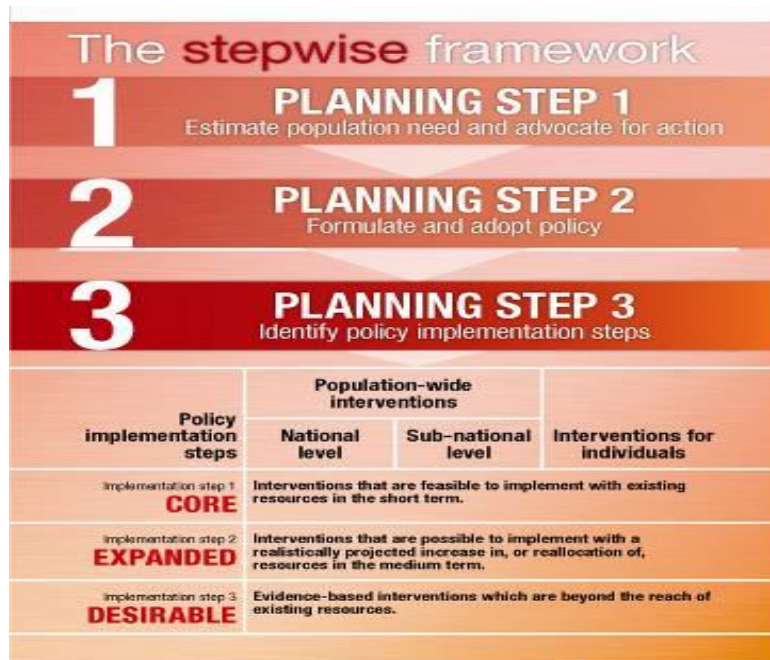 The stepwise framework
1
PLANNING STEP 1
Estimate population need and advocate for action
2
PLANNING STEP 2
Formulate and adopt policy
3
PLANNING STEP 3
Identify policy implementation steps
Policy
implementation
steps
Population-wide
interventions
National
level
Sub-national
level
Interventions for
individuals
Implementation step 1
CORE
Interventions that are feasible to implement with existing
resources in the short term.
Implementation step 2
EXPANDED
Interventions that are possible to implement with a
realistically projected increase in, or reallocation of,
resources in the medium term.
Implementation step 3
DESIRABLE
Evidence-based interventions which are beyond the reach of
existing resources.